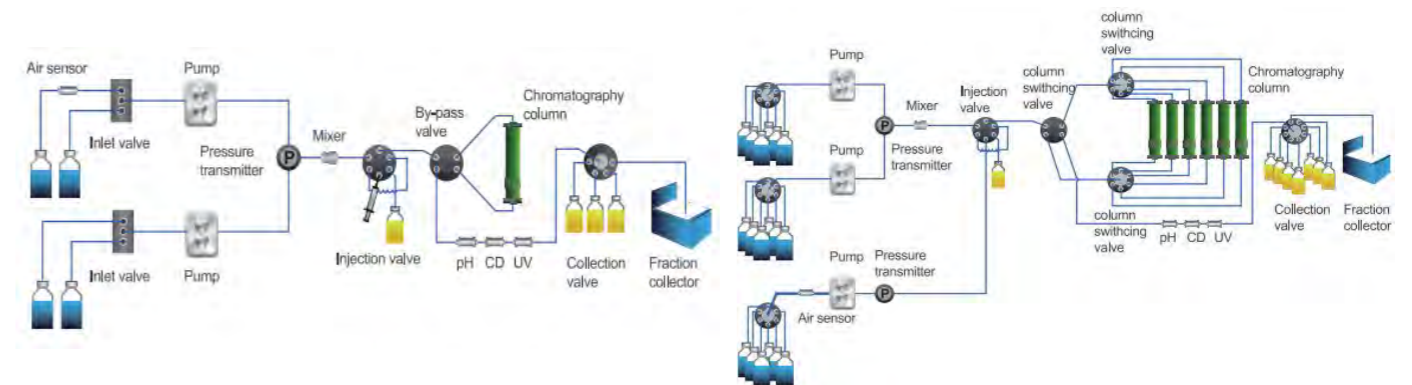 Air sensor
Pump
Inlet valve
Pressure
transmitter
P
Mixer
By-pass
valve
Chromatography
column
Injection valve
pH CD UV
Collection
valve
Fraction
collector
Inlet valve
Pump
column
swithcing
valve
Pump
Mixer
Injection
valve
column
swithcing
valve
Chromatography
column
P
Pressure
transmitter
Pump
column
swithcing
valve
pH CD UV
Collection
valve
Fraction
collector
Pump
Pressure
transmitter
P
Air sensor